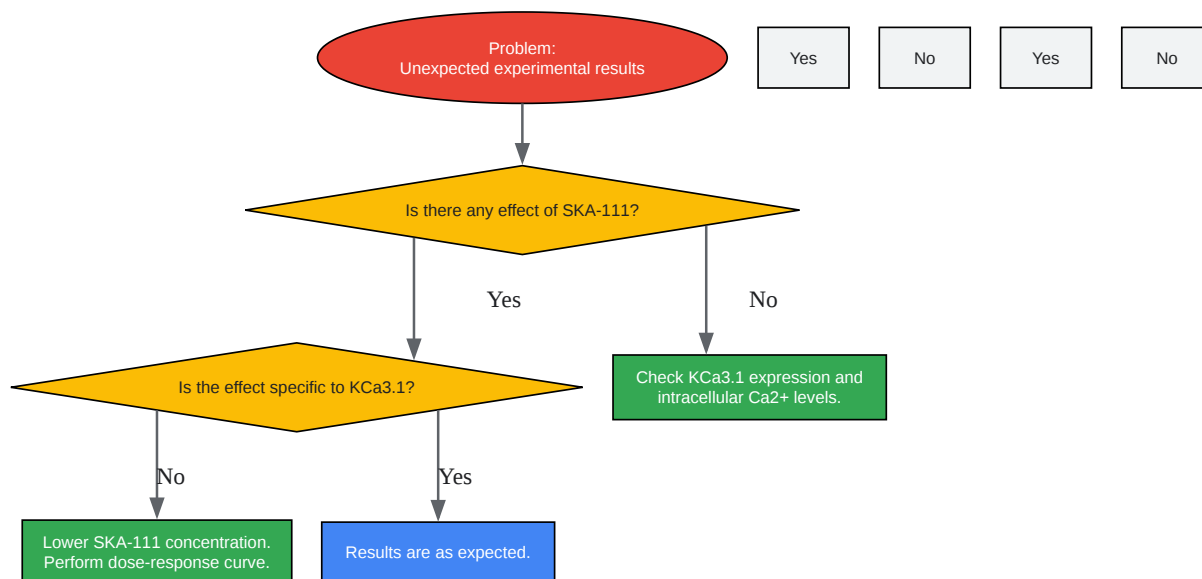 Problem:
Unexpected experimental results
Yes
No
Yes
No
Is there any effect of SKA-111?
Yes
No
Is the effect specific to KCa3.1?
Check KCa3.1 expression and
intracellular Ca2+ levels.
No
Yes
Lower SKA-111 concentration.
Perform dose-response curve.
Results are as expected.